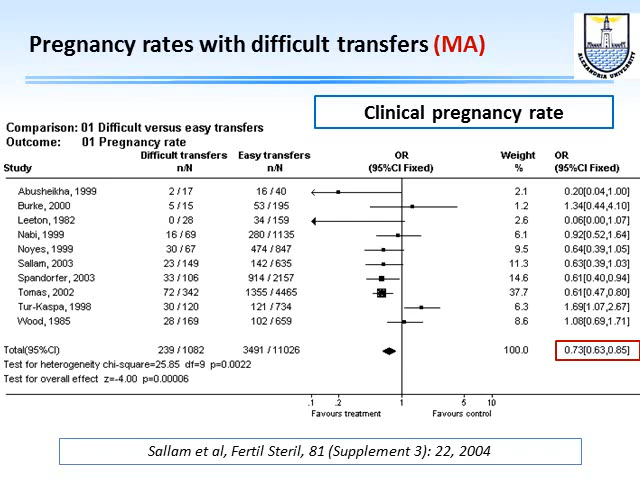 Pregnancy rates with difficult transfers (MA)
ALEXANDRIA UNIVERSITY
Clinical pregnancy rate
Comparison: 01 Difficult versus easy transfers
Outcome: 01 Pregnancy rate
Study Difficult transfers n/N Easy transfers n/N OR (95%CI Fixed) Weight % OR (95%CI Fixed)
Abusheikha, 1999 2 / 17 16 / 40 2.1 0.20[0.04,1.00]
Burke, 2000 5 / 15 53 / 195 1.2 1.34[0.44,4.10]
Leeton, 1982 0 / 28 34 / 159 2.6 0.06[0.00,1.07]
Nabi, 1999 16 / 69 280 / 1135 6.1 0.92[0.52,1.64]
Noyes, 1999 30 / 67 474 / 847 9.5 0.64[0.39,1.05]
Sallam, 2003 23 / 149 142 / 635 11.3 0.63[0.39,1.03]
Spandorfer, 2003 33 / 106 914 / 2157 14.6 0.61[0.40,0.94]
Tomas, 2002 72 / 342 1355 / 4465 37.7 0.61[0.47,0.80]
Tur-Kaspa, 1998 30 / 120 121 / 734 6.3 1.69[1.07,2.67]
Wood, 1985 28 / 169 102 / 659 8.6 1.08[0.69,1.71]
Total(95%CI) 239 / 1082 3491 / 11026 100.0 0.73[0.63,0.85]
Test for heterogeneity chi-square=25.85 df=9 p=0.0022
Test for overall effect z=-4.00 p=0.00006
.1 .2 1 5 10
Favours treatment Favours control
Sallam et al, Fertil Steril, 81 (Supplement 3): 22, 2004